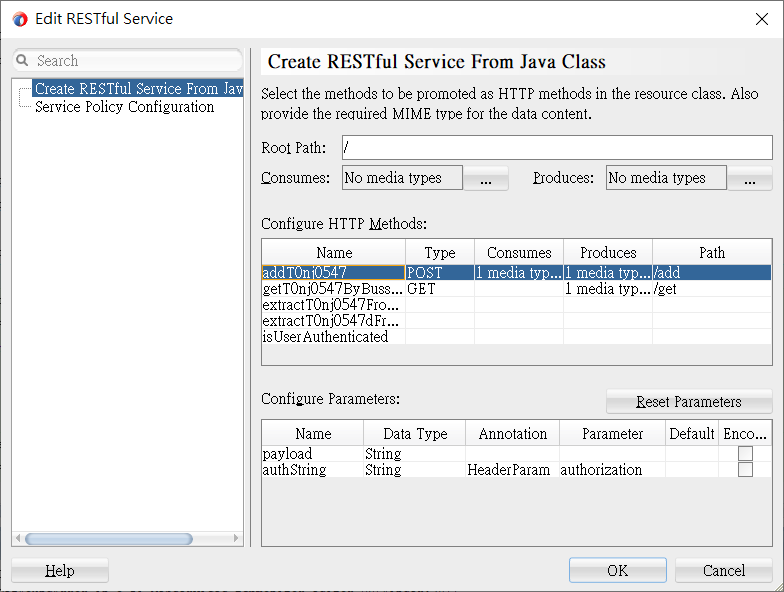 Edit RESTful Service
Search
Create RESTful Service From Jav
Service Policy Configuration
Create RESTful Service From Java Class
Select the methods to be promoted as HTTP methods in the resource class. Also
provide the required MIME type for the data content.
Root Path: /
Consumes: No media types ... Produces: No media types ...
Configure HTTP Methods:
Name Type Consumes Produces Path
addT0nj0547 POST 1 media typ... 1 media typ... /add
getT0nj0547ByBuss... GET 1 media typ... /get
extractT0nj0547Fro...
extractT0nj0547dFr...
isUserAuthenticated
Configure Parameters:
Reset Parameters
Name Data Type Annotation Parameter Default Enco...
payload String
authString String HeaderParam authorization
Help OK Cancel